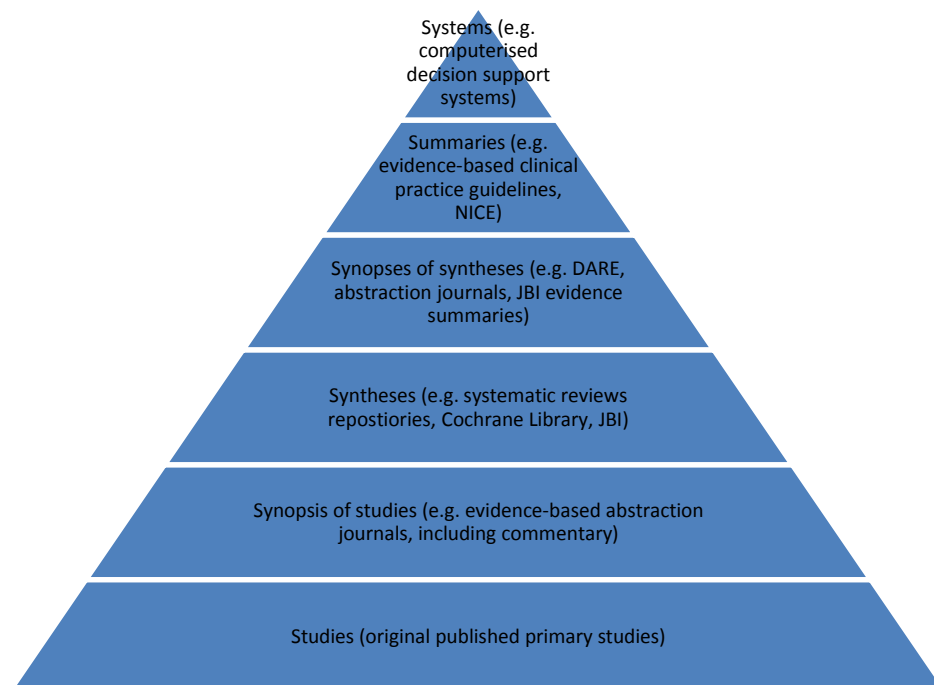 Systems (e.g.
computerised
decision support
systems)
Summaries (e.g.
evidence-based clinical
practice guidelines,
NICE)
Synopses of syntheses (e.g. DARE,
abstraction journals, JBI evidence
summaries)
Syntheses (e.g. systematic reviews
repostiories, Cochrane Library, JBI)
Synopsis of studies (e.g. evidence-based abstraction
journals, including commentary)
Studies (original published primary studies)